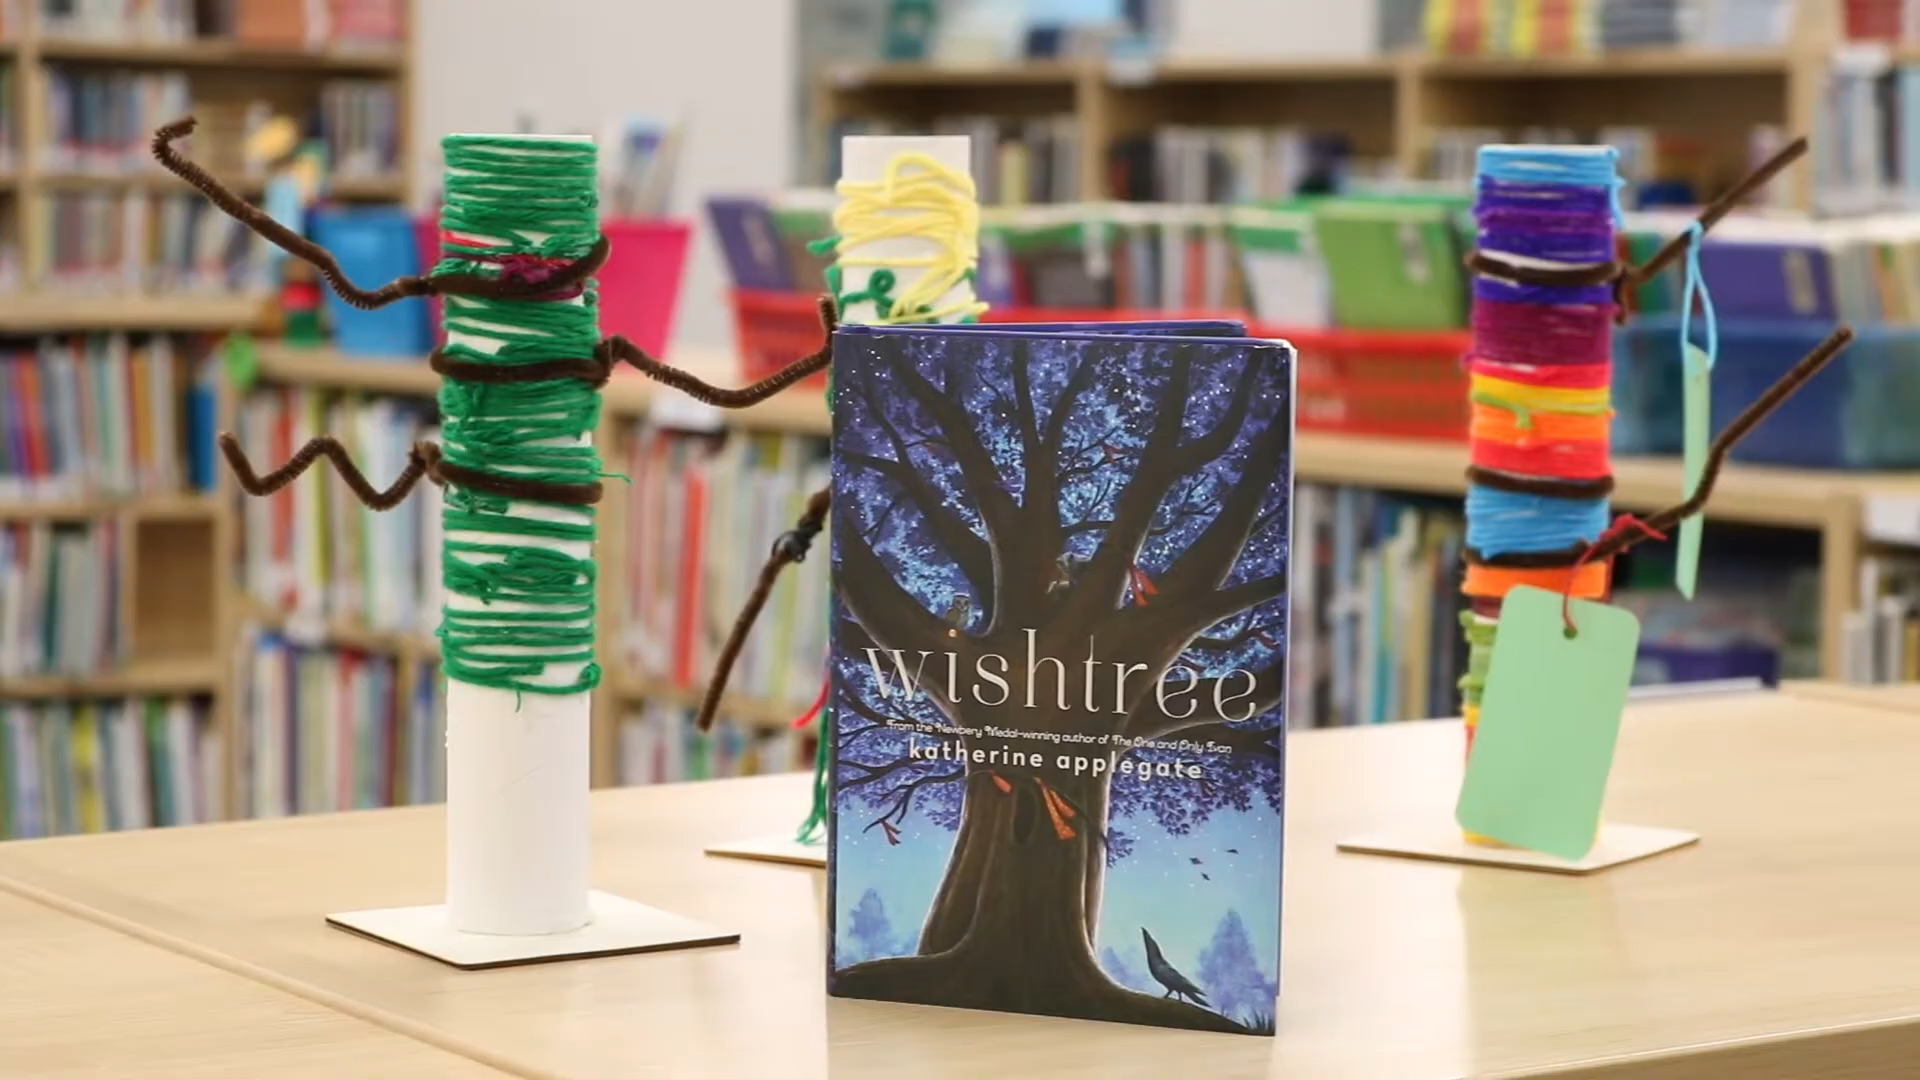 wishtree
From the Newbery Medal-winning author of The One and Only Ivan
katherine applegate